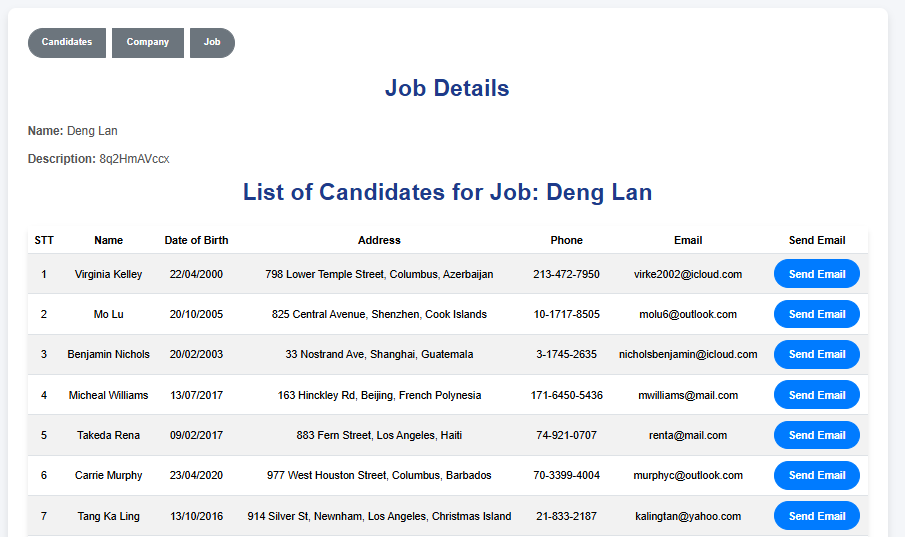 Candidates Company Job
Job Details
Name: Deng Lan
Description: 8q2HmAVccx
List of Candidates for Job: Deng Lan
STT Name Date of Birth Address Phone Email Send Email
1 Virginia Kelley 22/04/2000 798 Lower Temple Street, Columbus, Azerbaijan 213-472-7950 virke2002@icloud.com Send Email
2 Mo Lu 20/10/2005 825 Central Avenue, Shenzhen, Cook Islands 10-1717-8505 molu6@outlook.com Send Email
3 Benjamin Nichols 20/02/2003 33 Nostrand Ave, Shanghai, Guatemala 3-1745-2635 nicholsbenjamin@icloud.com Send Email
4 Micheal Williams 13/07/2017 163 Hinckley Rd, Beijing, French Polynesia 171-6450-5436 mwilliams@mail.com Send Email
5 Takeda Rena 09/02/2017 883 Fern Street, Los Angeles, Haiti 74-921-0707 renta@mail.com Send Email
6 Carrie Murphy 23/04/2020 977 West Houston Street, Columbus, Barbados 70-3399-4004 murphyc@outlook.com Send Email
7 Tang Ka Ling 13/10/2016 914 Silver St, Newnham, Los Angeles, Christmas Island 21-833-2187 kalingtan@yahoo.com Send Email